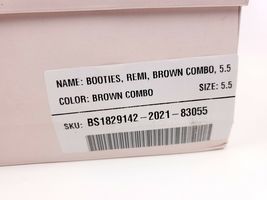 NAME: BOOTIES, REMI, BROWN COMBO, 5.5
COLOR: BROWN COMBO SIZE: 5.5
SKU: BS1829142-2021-83055